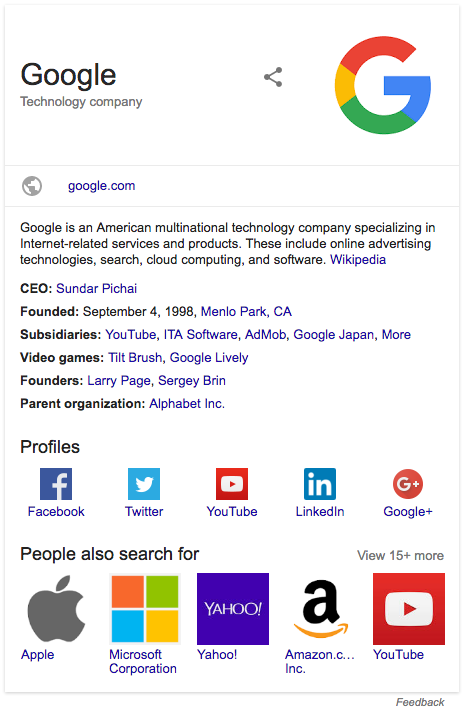 Google
Technology company
google.com
Google is an American multinational technology company specializing in
Internet-related services and products. These include online advertising
technologies, search, cloud computing, and software. Wikipedia
CEO: Sundar Pichai
Founded: September 4, 1998, Menlo Park, CA
Subsidiaries: YouTube, ITA Software, AdMob, Google Japan, More
Video games: Tilt Brush, Google Lively
Founders: Larry Page, Sergey Brin
Parent organization: Alphabet Inc.
Profiles
f in G+
Facebook Twitter YouTube LinkedIn Google+
People also search for View 15+ more
YAHOO! a
Apple Microsoft Yahoo! Amazon.c... YouTube
Corporation Inc.
Feedback